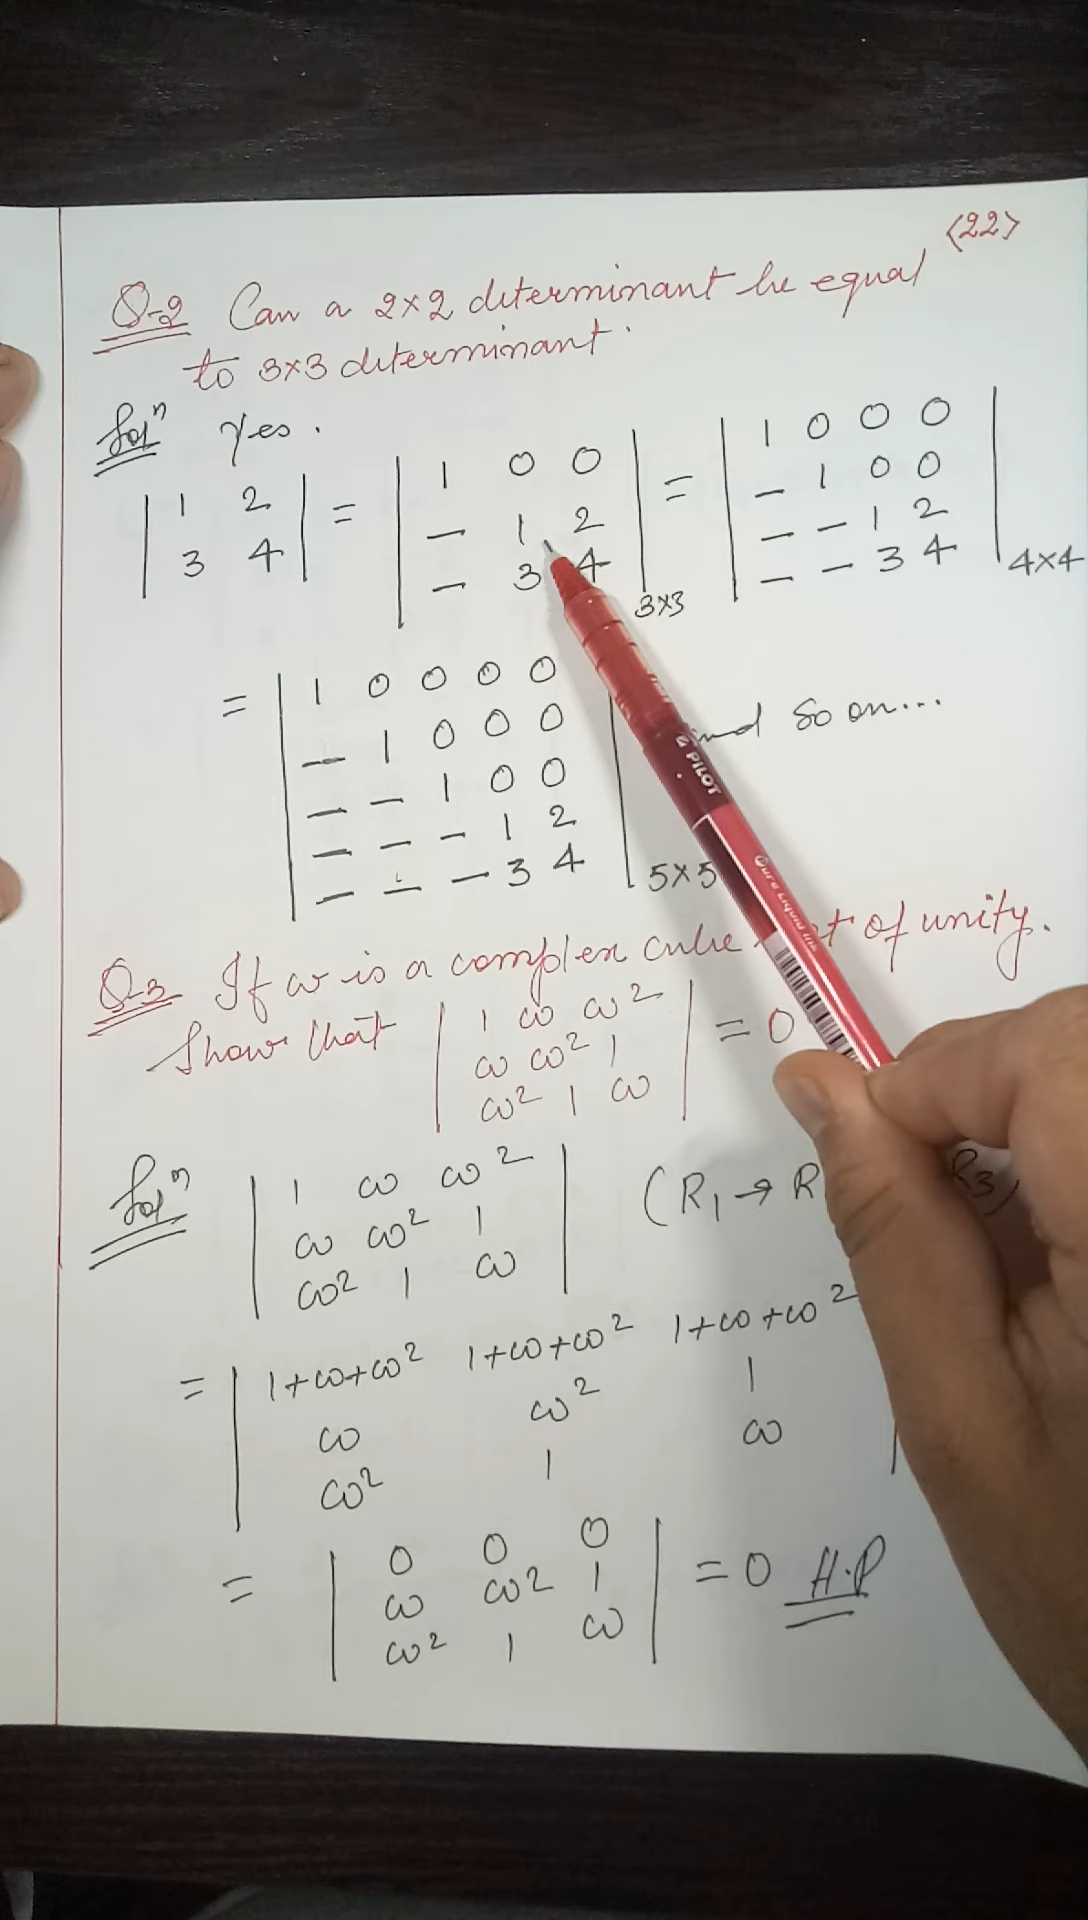 <22>
Q-2 Can a 2×2 determinant be equal
to 3×3 determinant.
Solⁿ Yes.
| 1 2 | = | 1 0 0 | = | 1 0 0 0 |
| 3 4 | | – 1 2 | | – 1 0 0 |
| – 3 4 | 3×3 | – – 1 2 |
| – – 3 4 | 4×4
= | 1 0 0 0 0 |
| – 1 0 0 0 | and so on...
| – – 1 0 0 |
| – – – 1 2 |
| – – – 3 4 | 5×5
PILOT
Pure Liquid Ink
Q-3 If ω is a complex cube of unity.
Show that | 1 ω ω² | = 0
| ω ω² 1 |
| ω² 1 ω |
Solⁿ | 1 ω ω² | (R₁ → R R₃)
| ω ω² 1 |
| ω² 1 ω |
= | 1+ω+ω² 1+ω+ω² 1+ω+ω²
| ω ω² 1
| ω² 1 ω |
= | 0 0 0 | = 0 H.P
| ω ω² 1 |
| ω² 1 ω |